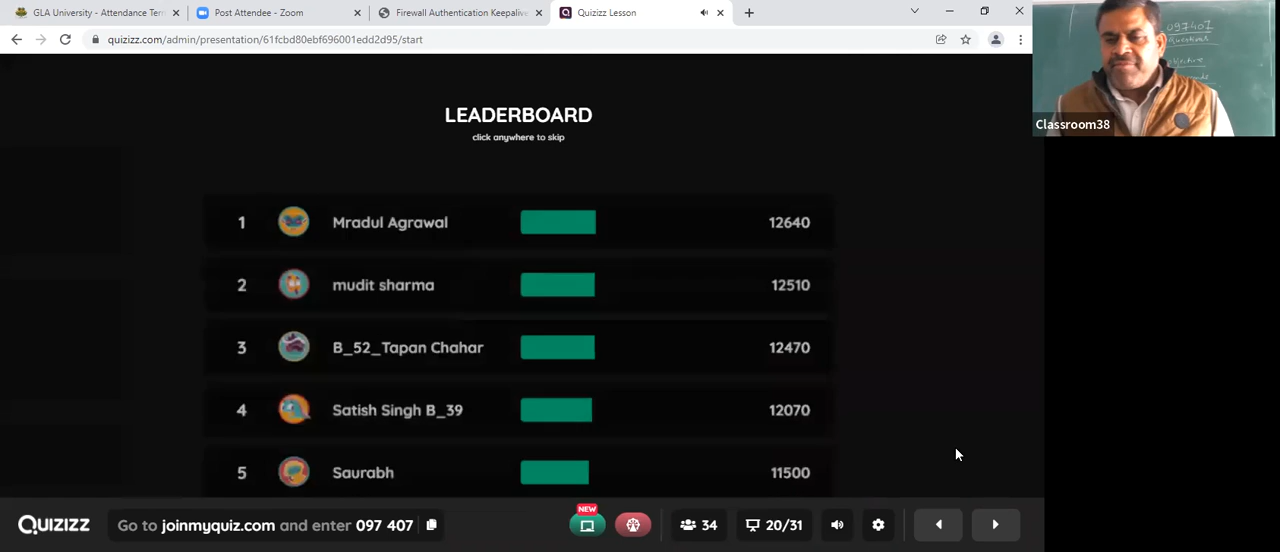 GLA University - Attendance Ter
Post Attendee - Zoom
Firewall Authentication Keepalive
Quizizz Lesson
quizizz.com/admin/presentation/61fcbd80ebf696001edd2d95/start
097407
Questions
Classroom38
LEADERBOARD
click anywhere to skip
1 Mradul Agrawal 12640
2 mudit sharma 12510
3 B_52_Tapan Chahar 12470
4 Satish Singh B_39 12070
5 Saurabh 11500
NEW
Quizizz Go to joinmyquiz.com and enter 097 407 34 20/31